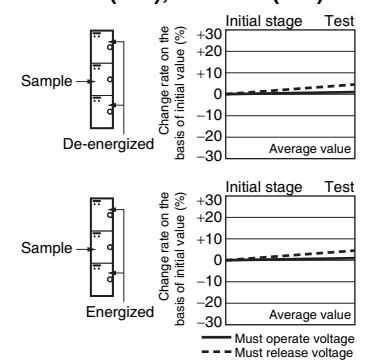 Initial stage Test
Change rate on the
basis of initial value (%)
+30
+20
+10
0
−10
−20
−30
Sample
De-energized
Average value
Initial stage Test
Change rate on the
basis of initial value (%)
+30
+20
+10
0
−10
−20
−30
Sample
Energized
Average value
Must operate voltage
Must release voltage